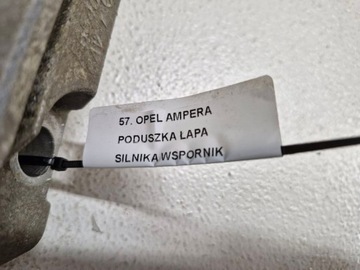 57. OPEL AMPERA
PODUSZKA ŁAPA
SILNIKA WSPORNIK